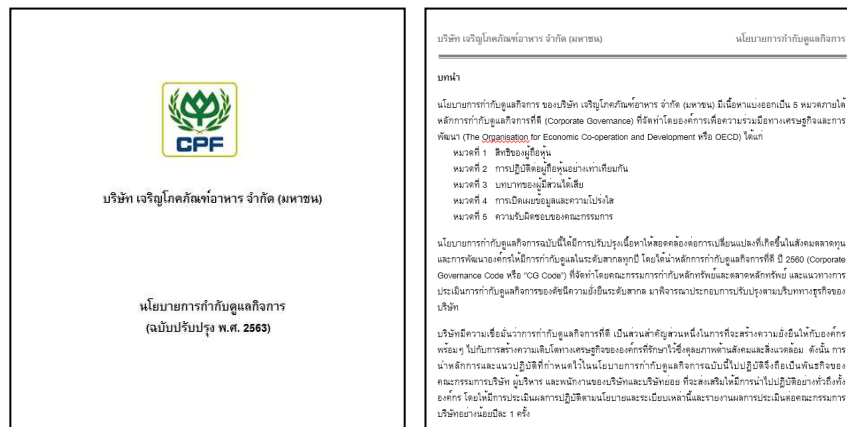 CPF
บริษัท เจริญโภคภัณฑ์อาหาร จำกัด (มหาชน)
นโยบายการกำกับดูแลกิจการ
(ฉบับปรับปรุง พ.ศ. 2563)
บริษัท เจริญโภคภัณฑ์อาหาร จำกัด (มหาชน) นโยบายการกำกับดูแลกิจการ
บทนำ
นโยบายการกำกับดูแลกิจการ ของบริษัท เจริญโภคภัณฑ์อาหาร จำกัด (มหาชน) มีเนื้อหาแบ่งออกเป็น 5 หมวดภายใต้
หลักการกำกับดูแลกิจการที่ดี (Corporate Governance) ที่จัดทำโดยองค์การเพื่อความร่วมมือทางเศรษฐกิจและการ
พัฒนา (The Organisation for Economic Co-operation and Development หรือ OECD) ได้แก่
หมวดที่ 1 สิทธิของผู้ถือหุ้น
หมวดที่ 2 การปฏิบัติต่อผู้ถือหุ้นอย่างเท่าเทียมกัน
หมวดที่ 3 บทบาทของผู้มีส่วนได้เสีย
หมวดที่ 4 การเปิดเผยข้อมูลและความโปร่งใส
หมวดที่ 5 ความรับผิดชอบของคณะกรรมการ
นโยบายการกำกับดูแลกิจการฉบับนี้ได้มีการปรับปรุงเนื้อหาให้สอดคล้องต่อการเปลี่ยนแปลงที่เกิดขึ้นในสังคมตลาดทุน
และการพัฒนาองค์กรให้มีการกำกับดูแลในระดับสากลทุกปี โดยได้นำหลักการกำกับดูแลกิจการที่ดี ปี 2560 (Corporate
Governance Code หรือ "CG Code") ที่จัดทำโดยคณะกรรมการกำกับหลักทรัพย์และตลาดหลักทรัพย์ และแนวทางการ
ประเมินการกำกับดูแลกิจการของดัชนีความยั่งยืนระดับสากล มาพิจารณาประกอบการปรับปรุงตามบริบททางธุรกิจของ
บริษัท
บริษัทมีความเชื่อมั่นว่าการกำกับดูแลกิจการที่ดี เป็นส่วนสำคัญส่วนหนึ่งในการที่จะสร้างความยั่งยืนให้กับองค์กร
พร้อมๆ ไปกับการสร้างความเติบโตทางเศรษฐกิจขององค์กรที่รักษาไว้ซึ่งดุลยภาพด้านสังคมและสิ่งแวดล้อม ดังนั้น การ
นำหลักการและแนวปฏิบัติที่กำหนดไว้ในนโยบายการกำกับดูแลกิจการฉบับนี้ไปปฏิบัติจึงถือเป็นพันธกิจของ
คณะกรรมการบริษัท ผู้บริหาร และพนักงานของบริษัทและบริษัทย่อย ที่จะส่งเสริมให้มีการนำไปปฏิบัติอย่างทั่วถึงทั้ง
องค์กร โดยให้มีการประเมินผลการปฏิบัติตามนโยบายและระเบียบเหล่านี้และรายงานผลการประเมินต่อคณะกรรมการ
บริษัทอย่างน้อยปีละ 1 ครั้ง